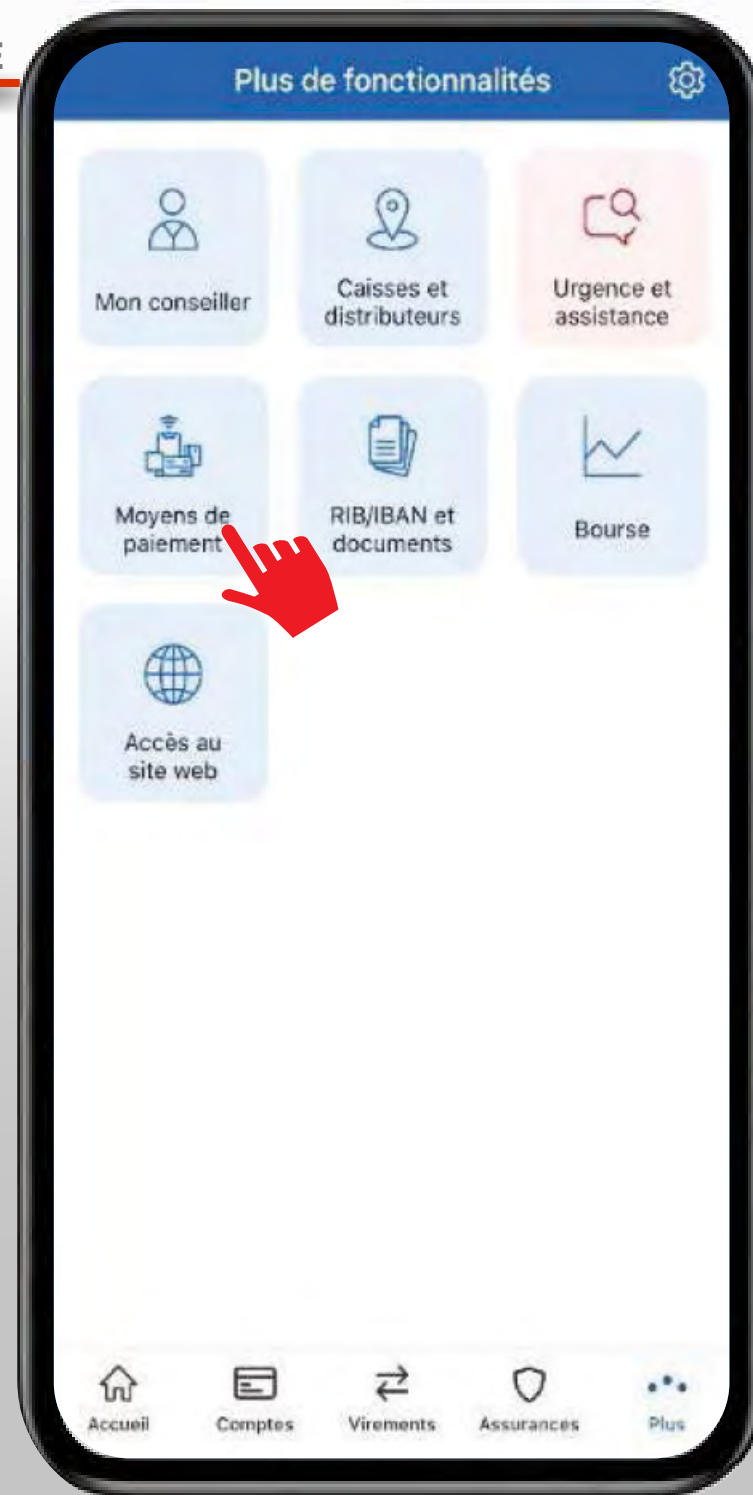 E
Plus de fonctionnalités
Mon conseiller
Caisses et
distributeurs
Urgence et
assistance
Moyens de
paiement
RIB/IBAN et
documents
Bourse
Accès au
site web
Accueil
Comptes
Virements
Assurances
Plus